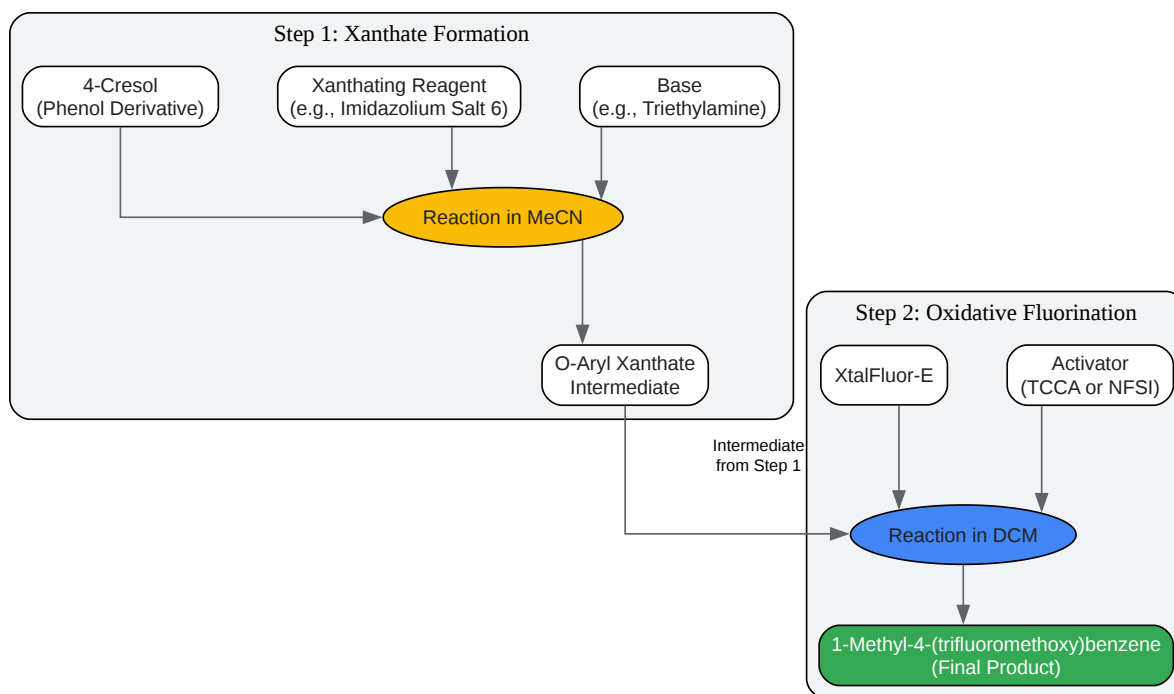 Step 1: Xanthate Formation
4-Cresol
(Phenol Derivative)
Xanthating Reagent
(e.g., Imidazolium Salt 6)
Base
(e.g., Triethylamine)
Reaction in MeCN
O-Aryl Xanthate
Intermediate
Intermediate
from Step 1
Step 2: Oxidative Fluorination
XtalFluor-E
Activator
(TCCA or NFSI)
Reaction in DCM
1-Methyl-4-(trifluoromethoxy)benzene
(Final Product)